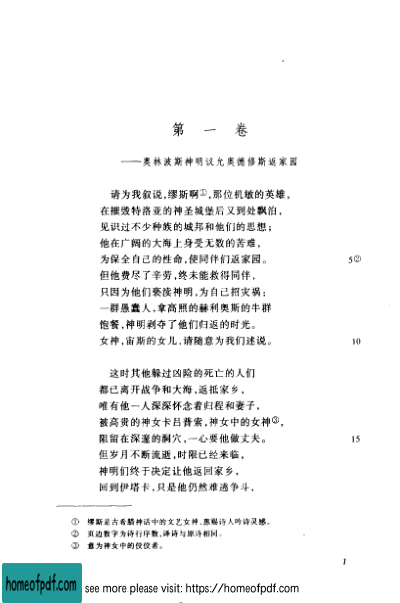 第一卷
——奥林波斯神明议允奥德修斯返家园
请为我叙说,缪斯啊①,那位机敏的英雄,
在摧毁特洛亚的神圣城堡后又到处飘泊,
见识过不少种族的城邦和他们的思想;
他在广阔的大海上身受无数的苦难,
为保全自己的性命,使同伴们返家园。 5②
但他费尽了辛劳,终未能救得同伴,
只因为他们亵渎神明,为自己招灾祸:
一群愚蠢人,拿高照的赫利奥斯的牛群
饱餐,神明剥夺了他们归返的时光。
女神,宙斯的女儿,请随意为我们述说。 10
这时其他躲过凶险的死亡的人们
都已离开战争和大海,返抵家乡,
唯有他一人深深怀念着归程和妻子,
被高贵的神女卡吕普索,神女中的女神③,
阻留在深邃的洞穴,一心要他做丈夫。 15
但岁月不断流逝,时限已经来临,
神明们终于决定让他返回家乡,
回到伊塔卡,只是他仍然难逃争斗,
① 缪斯是古希腊神话中的文艺女神,惠赐诗人吟诗灵感。
② 页边数字为诗行序数,译诗与原诗相同。
③ 意为神女中的佼佼者。
1
homeofpdf.com see more please visit: https://homeofpdf.com